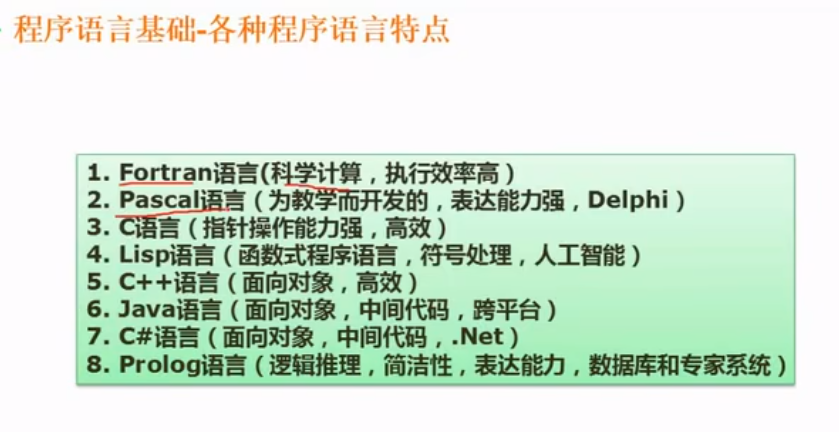 程序语言基础-各种程序语言特点
1. Fortran语言(科学计算，执行效率高）
2. Pascal语言（为教学而开发的，表达能力强，Delphi）
3. C语言（指针操作能力强，高效）
4. Lisp语言（函数式程序语言，符号处理，人工智能）
5. C++语言（面向对象，高效）
6. Java语言（面向对象，中间代码，跨平台）
7. C#语言（面向对象，中间代码，.Net）
8. Prolog语言（逻辑推理，简洁性，表达能力，数据库和专家系统）